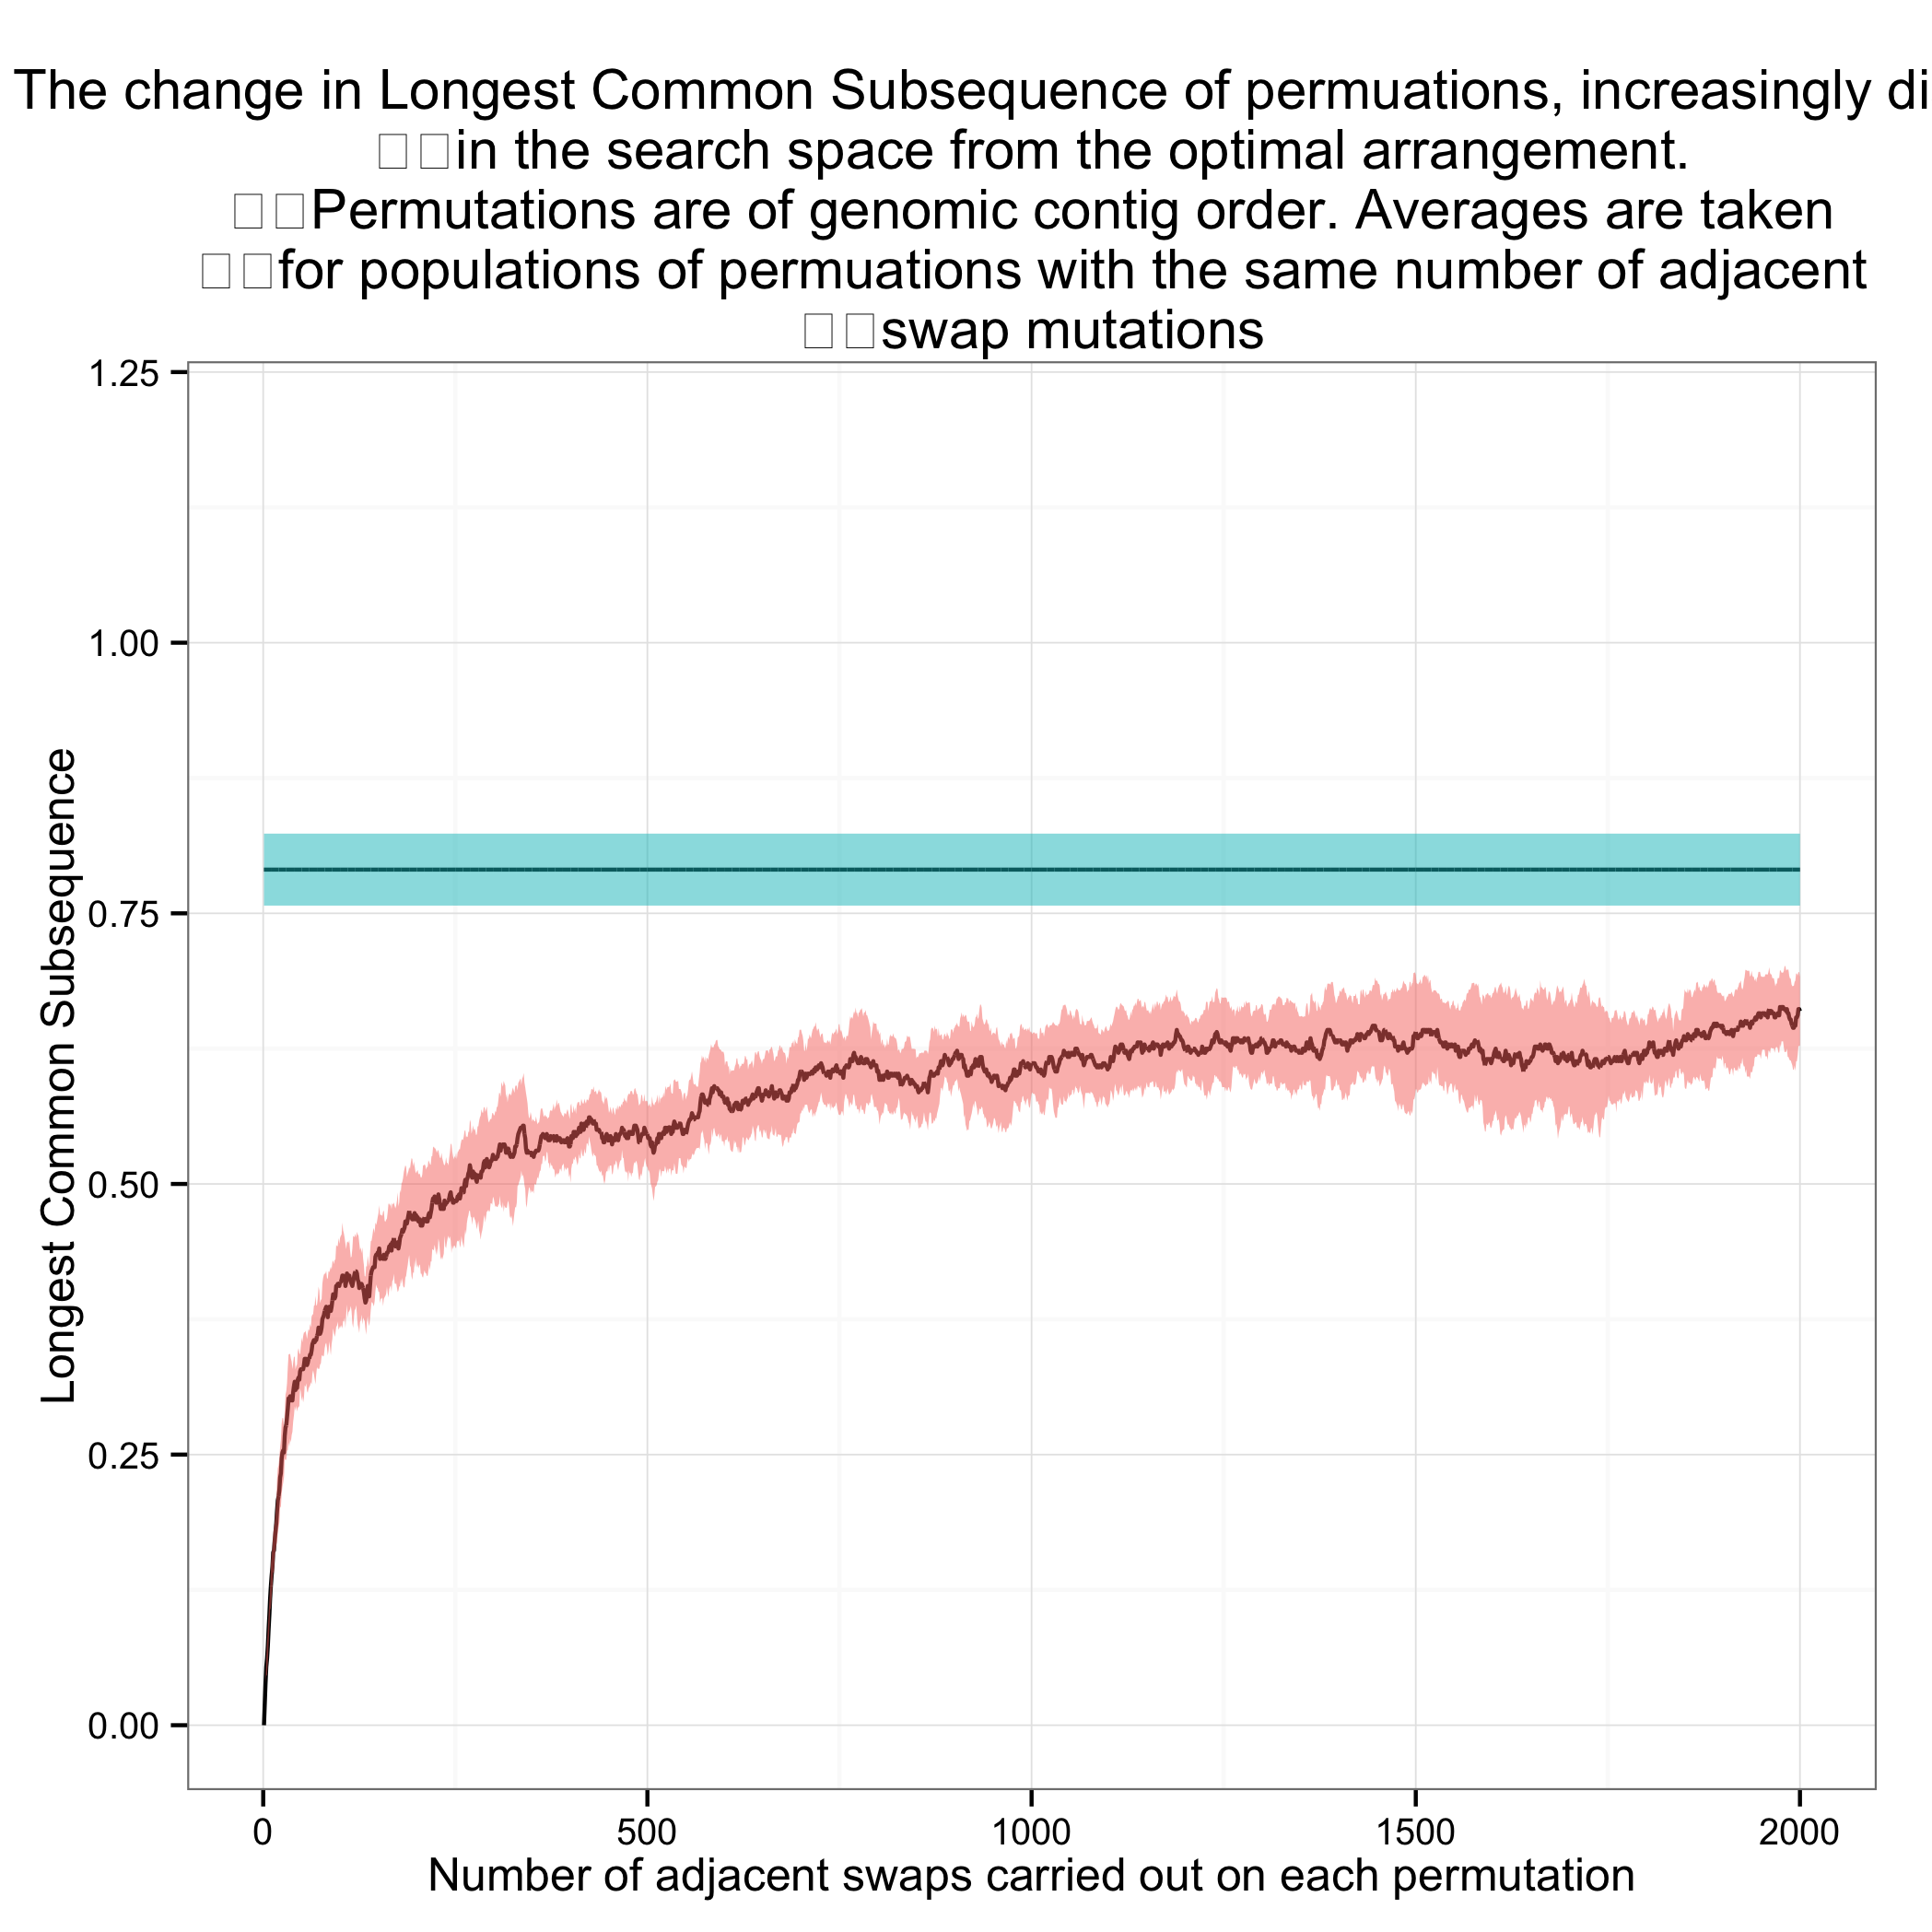 The change in Longest Common Subsequence of permuations, increasingly di
□□in the search space from the optimal arrangement.
□□Permutations are of genomic contig order. Averages are taken
□□for populations of permuations with the same number of adjacent
□□swap mutations
1.25
1.00
0.75
0.50
0.25
0.00
Longest Common Subsequence
0 500 1000 1500 2000
Number of adjacent swaps carried out on each permutation